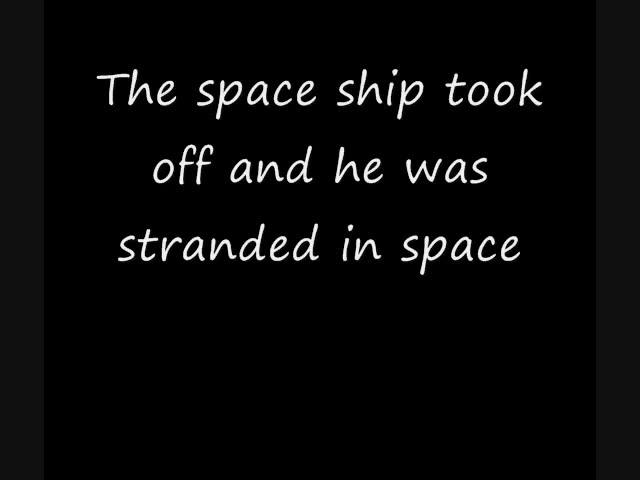 The space ship took
off and he was
stranded in space